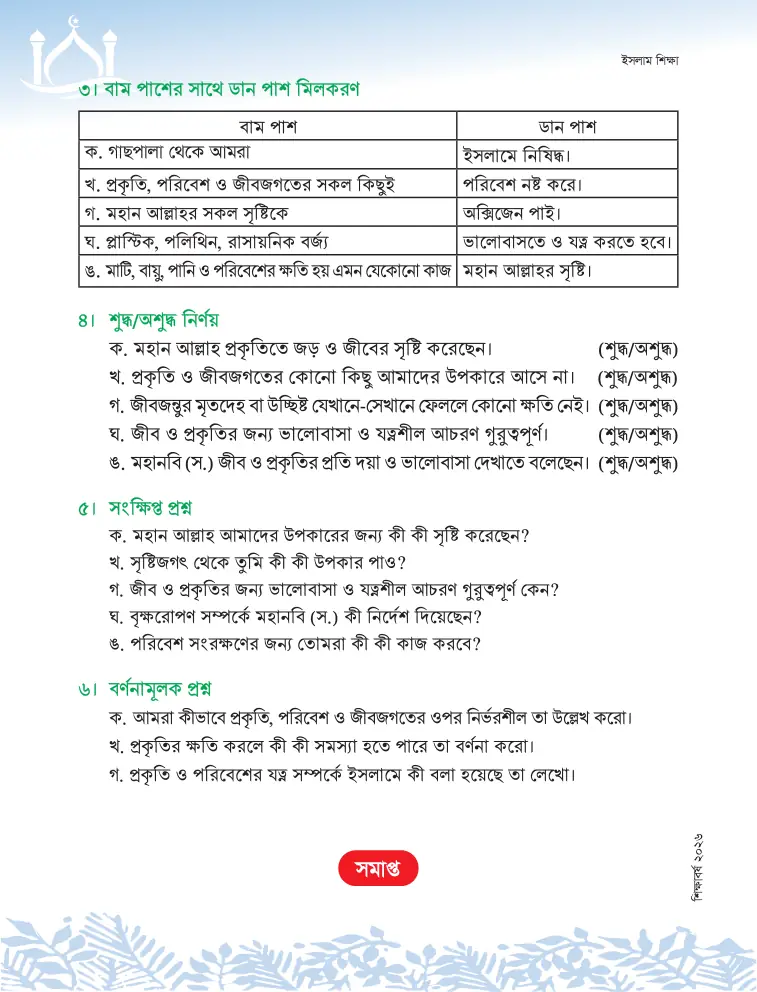 ইসলাম শিক্ষা
৩। বাম পাশের সাথে ডান পাশ মিলকরণ
বাম পাশ ডান পাশ
ক. গাছপালা থেকে আমরা ইসলামে নিষিদ্ধ।
খ. প্রকৃতি, পরিবেশ ও জীবজগতের সকল কিছুই পরিবেশ নষ্ট করে।
গ. মহান আল্লাহর সকল সৃষ্টিকে অক্সিজেন পাই।
ঘ. প্লাস্টিক, পলিথিন, রাসায়নিক বর্জ্য ভালোবাসতে ও যত্ন করতে হবে।
ঙ. মাটি, বায়ু, পানি ও পরিবেশের ক্ষতি হয় এমন যেকোনো কাজ মহান আল্লাহর সৃষ্টি।
৪। শুদ্ধ/অশুদ্ধ নির্ণয়
ক. মহান আল্লাহ প্রকৃতিতে জড় ও জীবের সৃষ্টি করেছেন। (শুদ্ধ/অশুদ্ধ)
খ. প্রকৃতি ও জীবজগতের কোনো কিছু আমাদের উপকারে আসে না। (শুদ্ধ/অশুদ্ধ)
গ. জীবজন্তুর মৃতদেহ বা উচ্ছিষ্ট যেখানে-সেখানে ফেললে কোনো ক্ষতি নেই। (শুদ্ধ/অশুদ্ধ)
ঘ. জীব ও প্রকৃতির জন্য ভালোবাসা ও যত্নশীল আচরণ গুরুত্বপূর্ণ। (শুদ্ধ/অশুদ্ধ)
ঙ. মহানবি (স.) জীব ও প্রকৃতির প্রতি দয়া ও ভালোবাসা দেখাতে বলেছেন। (শুদ্ধ/অশুদ্ধ)
৫। সংক্ষিপ্ত প্রশ্ন
ক. মহান আল্লাহ আমাদের উপকারের জন্য কী কী সৃষ্টি করেছেন?
খ. সৃষ্টিজগৎ থেকে তুমি কী কী উপকার পাও?
গ. জীব ও প্রকৃতির জন্য ভালোবাসা ও যত্নশীল আচরণ গুরুত্বপূর্ণ কেন?
ঘ. বৃক্ষরোপণ সম্পর্কে মহানবি (স.) কী নির্দেশ দিয়েছেন?
ঙ. পরিবেশ সংরক্ষণের জন্য তোমরা কী কী কাজ করবে?
৬। বর্ণনামূলক প্রশ্ন
ক. আমরা কীভাবে প্রকৃতি, পরিবেশ ও জীবজগতের ওপর নির্ভরশীল তা উল্লেখ করো।
খ. প্রকৃতির ক্ষতি করলে কী কী সমস্যা হতে পারে তা বর্ণনা করো।
গ. প্রকৃতি ও পরিবেশের যত্ন সম্পর্কে ইসলামে কী বলা হয়েছে তা লেখো।
সমাপ্ত
শিক্ষাবর্ষ ২০২৬